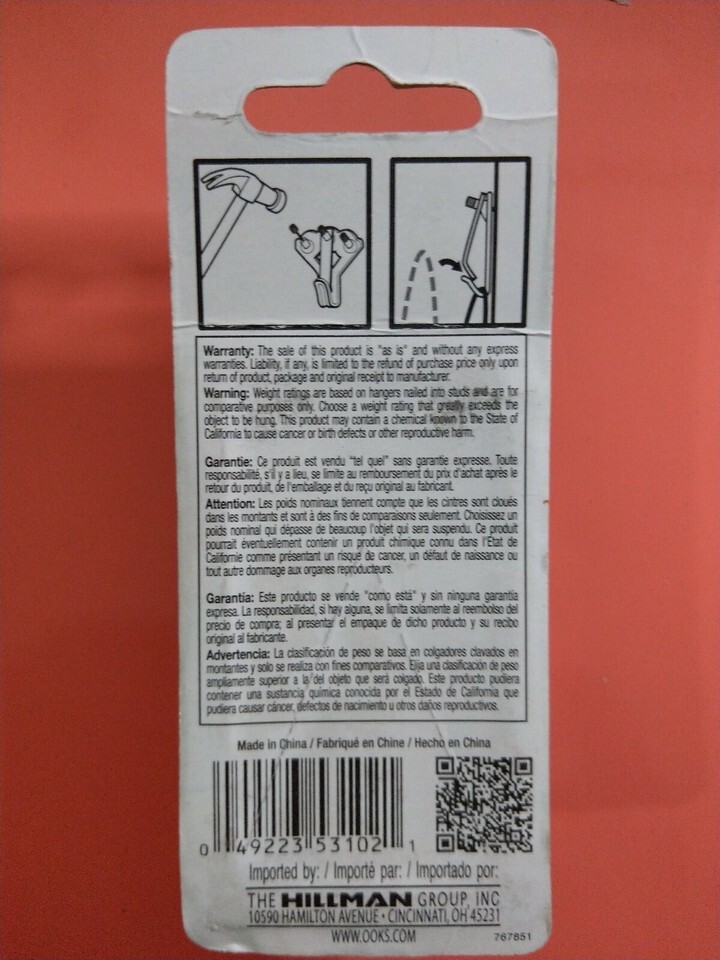 Warranty: The sale of this product is "as is" and without any express
warranties. Liability, if any, is limited to the refund of purchase price only upon
return of product, package and original receipt to manufacturer.
Warning: Weight ratings are based on hangers nailed into studs and are for
comparative purposes only. Choose a weight rating that greatly exceeds the
object to be hung. This product may contain a chemical known to the State of
California to cause cancer or birth defects or other reproductive harm.
Garantie: Ce produit est vendu "tel quel" sans garantie expresse. Toute
responsabilité, s'il y a lieu, se limite au remboursement du prix d'achat après le
retour du produit, de l'emballage et du reçu original au fabricant.
Attention: Les poids nominaux tiennent compte que les cintres sont cloués
dans les montants et sont à des fins de comparaisons seulement. Choisissez un
poids nominal qui dépasse de beaucoup l'objet qui sera suspendu. Ce produit
pourrait éventuellement contenir un produit chimique connu dans l'État de
Californie comme présentant un risque de cancer, un défaut de naissance ou
tout autre dommage aux organes reproducteurs.
Garantía: Este producto se vende "como está" y sin ninguna garantía
expresa. La responsabilidad, si hay alguna, se limita solamente al reembolso del
precio de compra; al presentar el empaque de dicho producto y su recibo
original al fabricante.
Advertencia: La clasificación de peso se basa en colgadores clavados en
montantes y solo se realiza con fines comparativos. Elija una clasificación de peso
ampliamente superior a la del objeto que será colgado. Este producto pudiera
contener una sustancia química conocida por el Estado de California que
pudiera causar cáncer, defectos de nacimiento u otros daños reproductivos.
Made in China / Fabriqué en Chine / Hecho en China
0 49223 53102 1
Imported by: / Importé par: / Importado por:
THE HILLMAN GROUP, INC
10590 HAMILTON AVENUE • CINCINNATI, OH 45231
WWW.OOKS.COM
767851